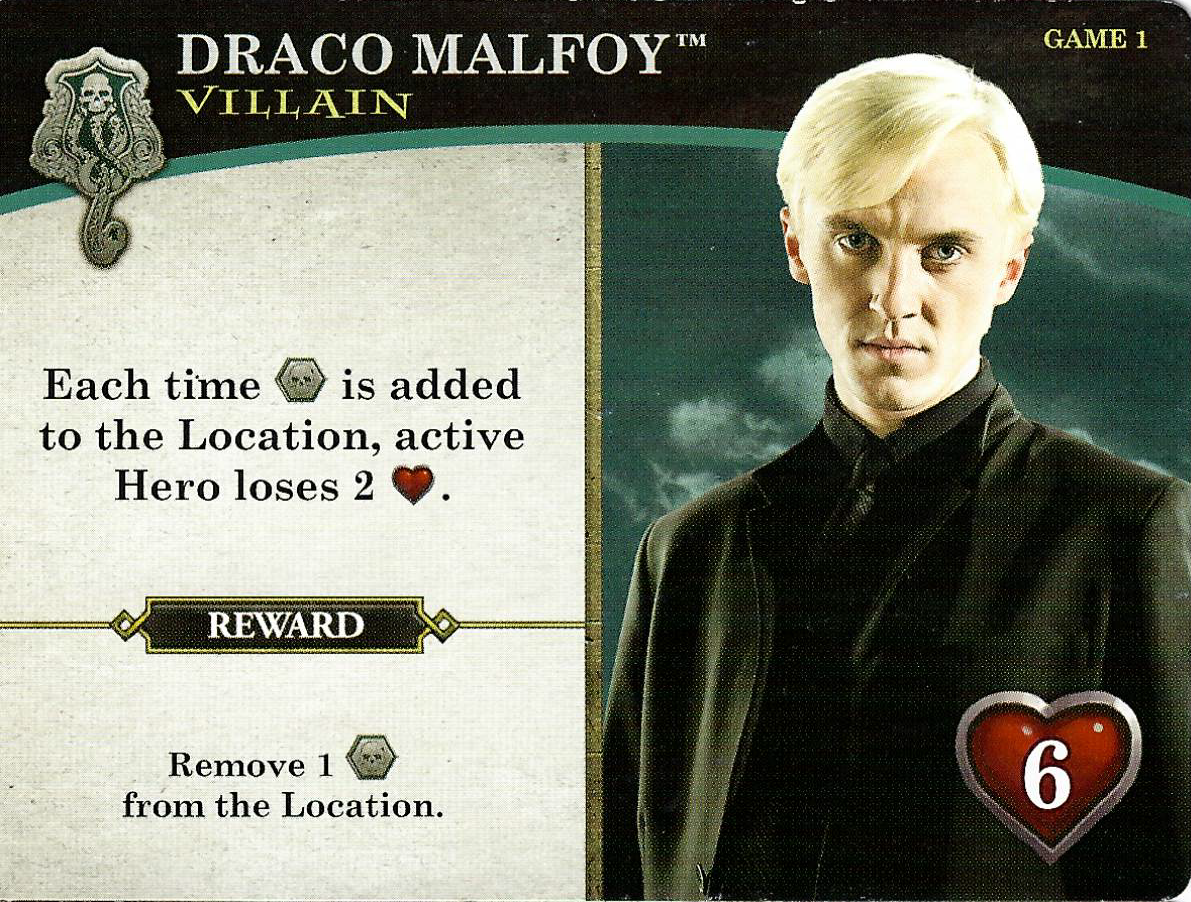 DRACO MALFOY™
GAME 1
VILLAIN
Each time is added
to the Location, active
Hero loses 2 .
REWARD
Remove 1
from the Location.
6